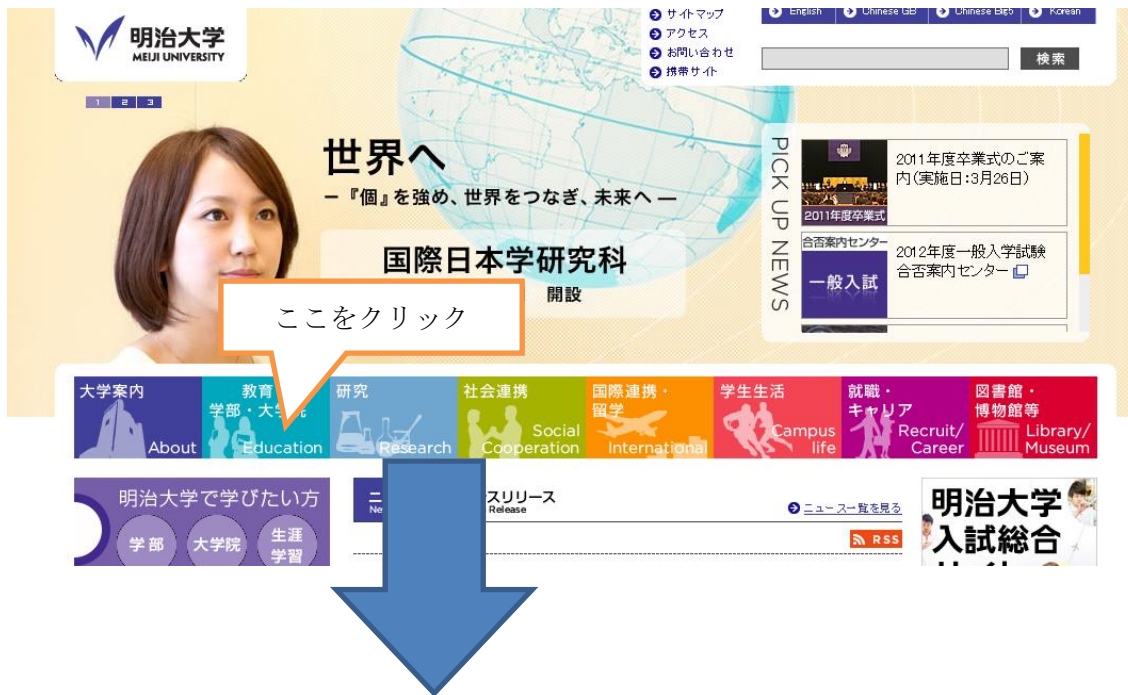 明治大学
MEIJI UNIVERSITY
サイトマップ
アクセス
お問い合わせ
携帯サイト
English
Chinese GB
Chinese Big5
Korean
検索
1 2 3
世界へ
―『個』を強め、世界をつなぎ、未来へ―
国際日本学研究科
開設
PICK UP NEWS
2011年度卒業式
2011年度卒業式のご案
内(実施日:3月26日)
合否案内センター
一般入試
2012年度一般入学試験
合否案内センター
ここをクリック
大学案内
About
教育
学部・大学院
Education
研究
Research
社会連携
Social
Cooperation
国際連携・
留学
International
学生生活
Campus
life
就職・
キャリア
Recruit/
Career
図書館・
博物館等
Library/
Museum
明治大学で学びたい方
学部
大学院
生涯
学習
スリリース
Release
ニュース一覧を見る
RSS
明治大学
入試総合